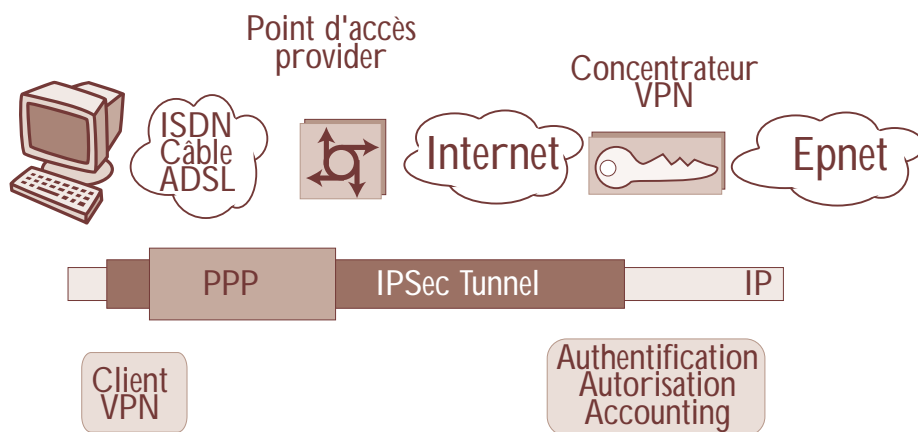 Point d'accès
provider
Concentrateur
VPN
ISDN
Câble
ADSL
Internet
Epnet
PPP
IPSec Tunnel
IP
Client
VPN
Authentification
Autorisation
Accounting